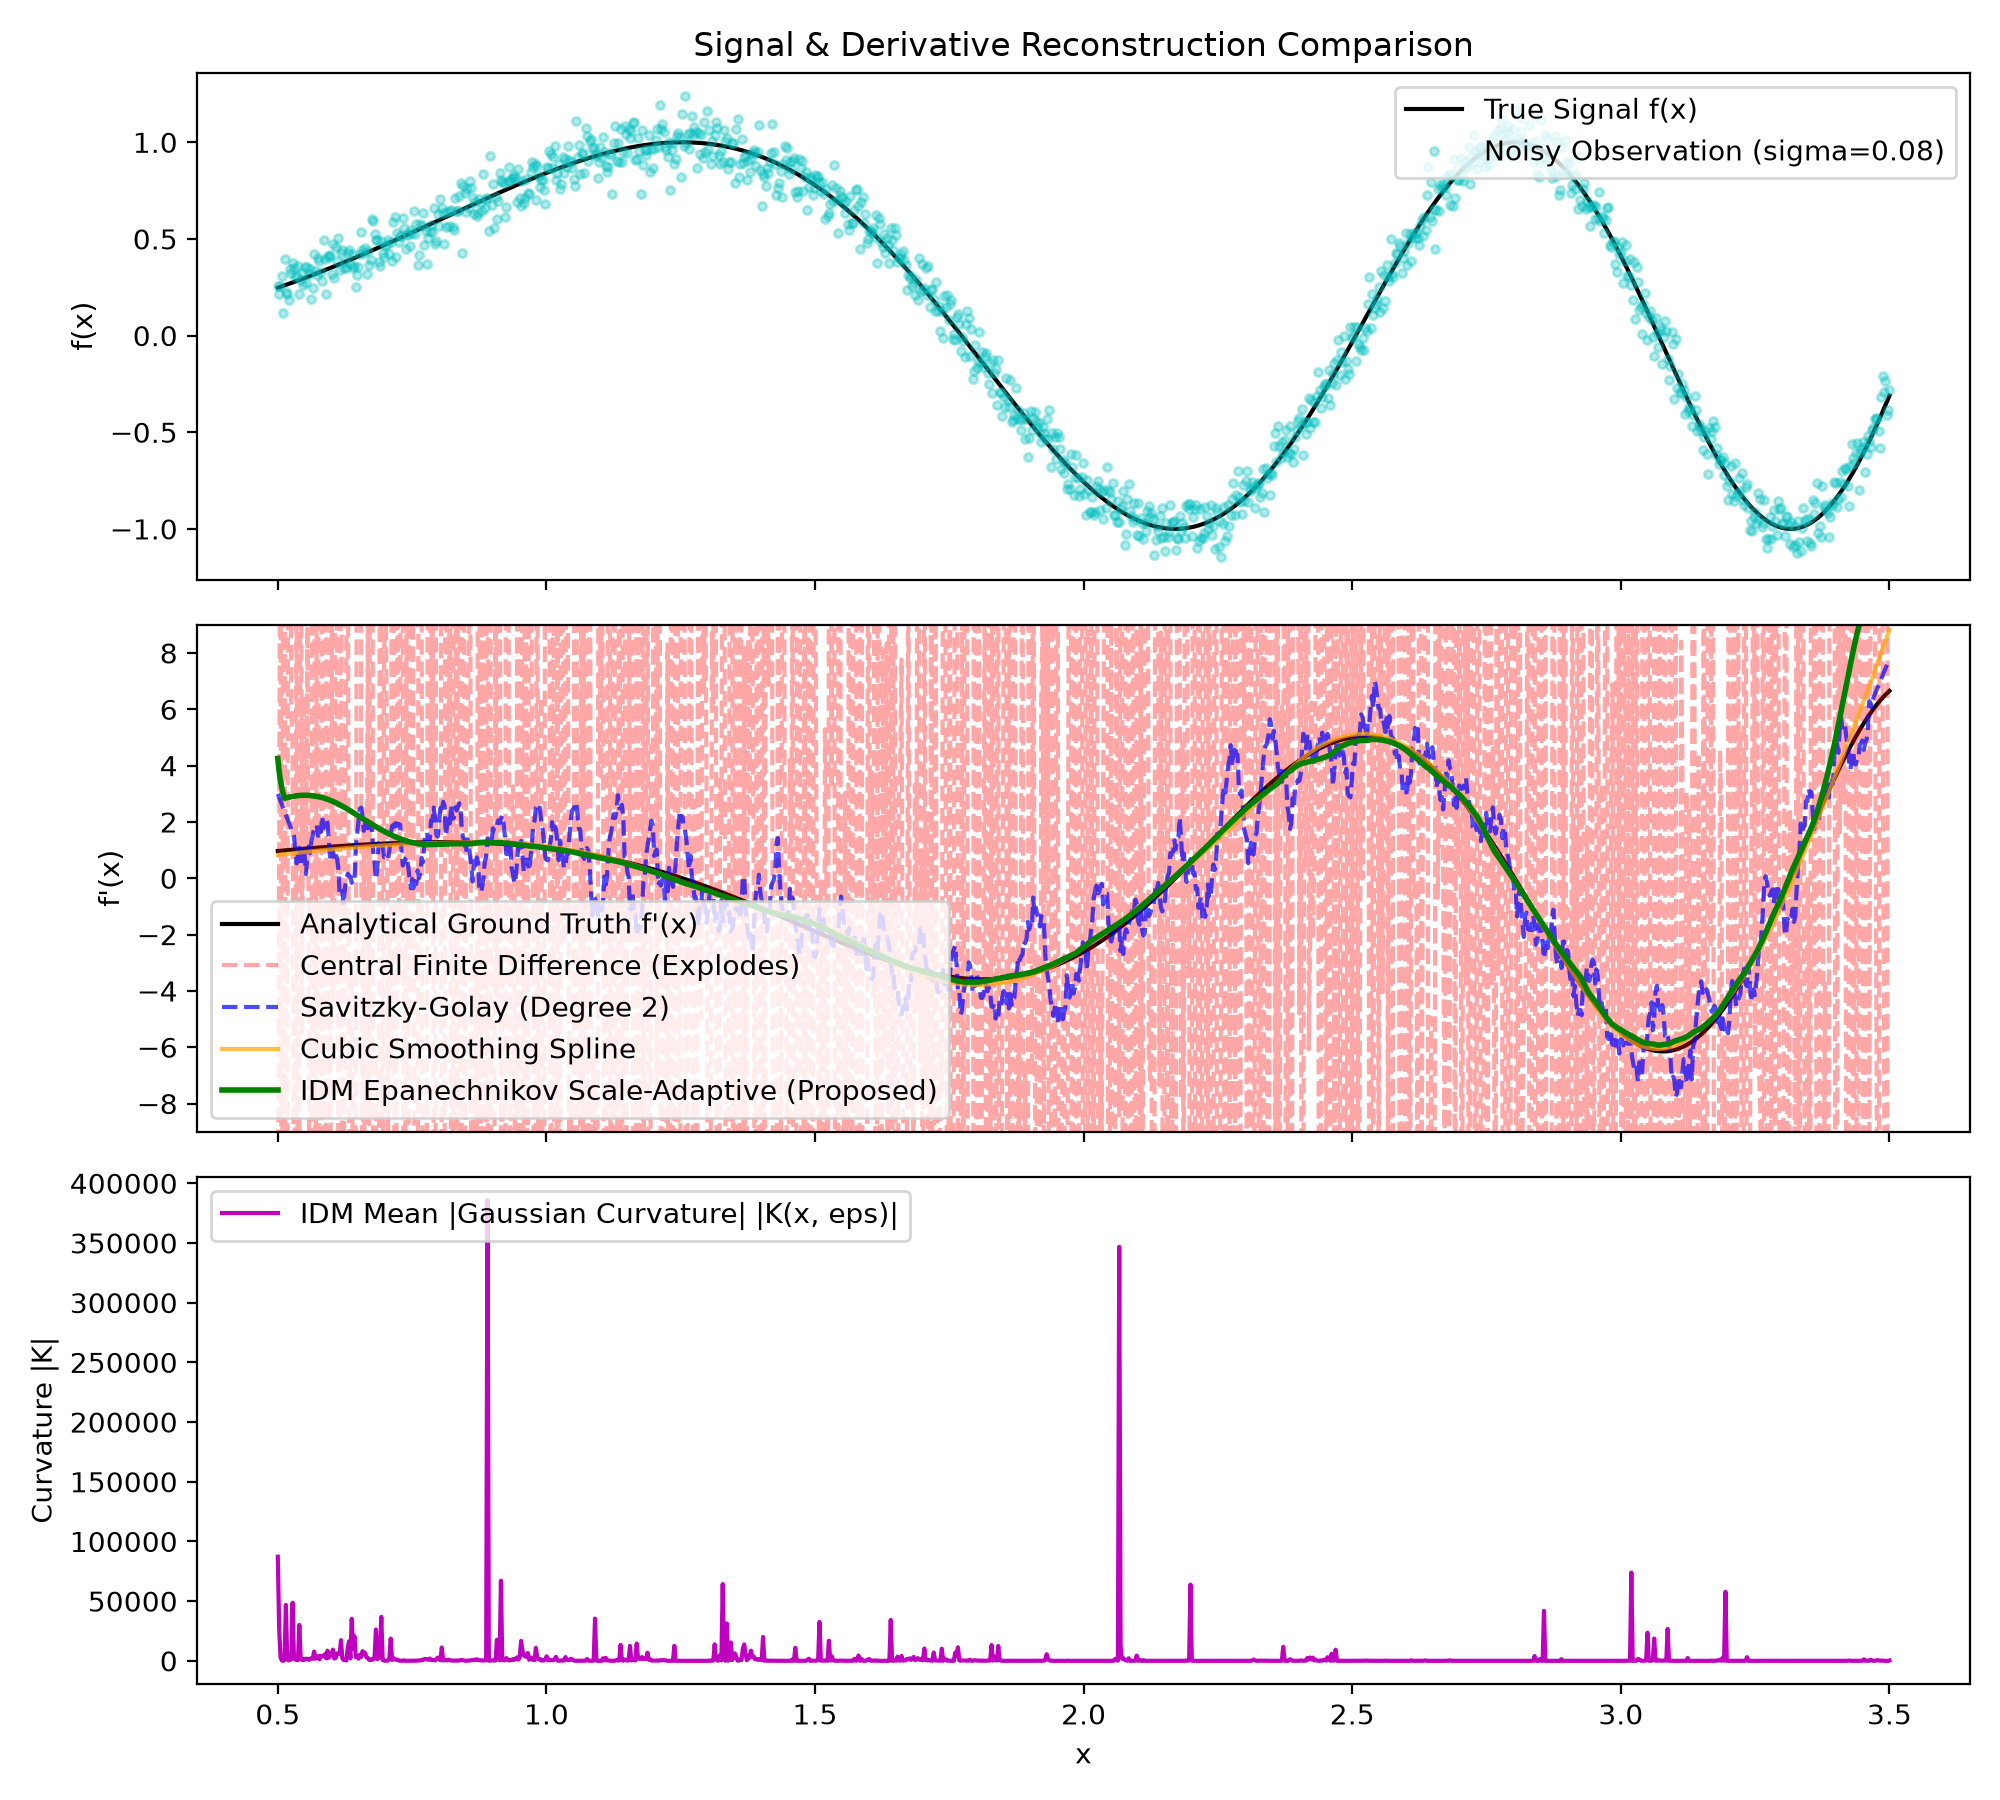 Signal & Derivative Reconstruction Comparison
True Signal f(x)
Noisy Observation (sigma=0.08)
f(x)
1.0
0.5
0.0
−0.5
−1.0
f'(x)
8
6
4
2
0
−2
−4
−6
−8
Analytical Ground Truth f'(x)
Central Finite Difference (Explodes)
Savitzky-Golay (Degree 2)
Cubic Smoothing Spline
IDM Epanechnikov Scale-Adaptive (Proposed)
Curvature |K|
400000
350000
300000
250000
200000
150000
100000
50000
0
IDM Mean |Gaussian Curvature| |K(x, eps)|
0.5 1.0 1.5 2.0 2.5 3.0 3.5
x